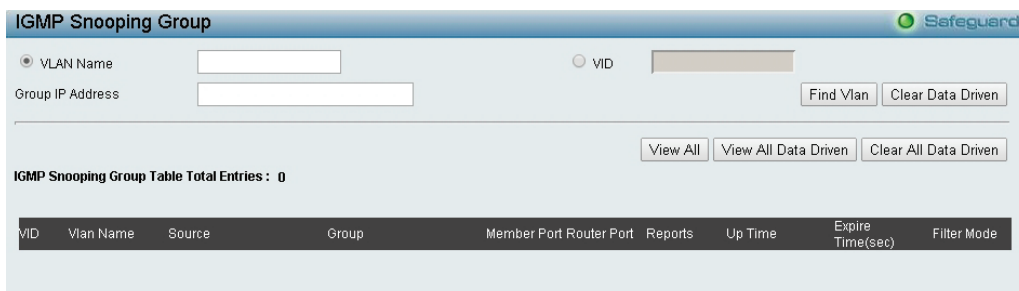 IGMP Snooping Group Safeguard
VLAN Name VID
Group IP Address Find Vlan Clear Data Driven
View All View All Data Driven Clear All Data Driven
IGMP Snooping Group Table Total Entries : 0
VID Vlan Name Source Group Member Port Router Port Reports Up Time Expire Time(sec) Filter Mode